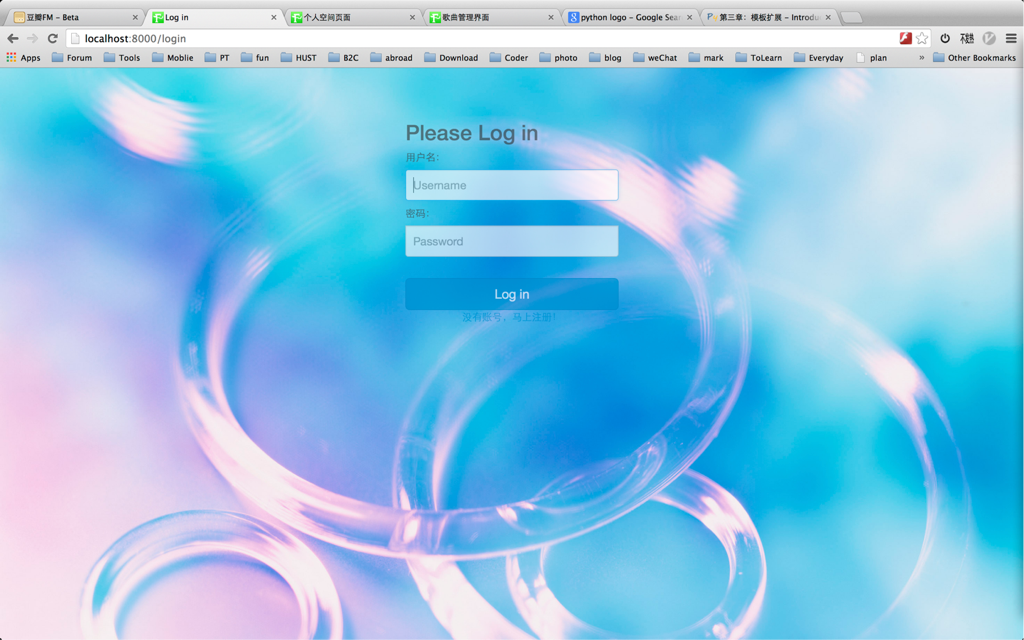 豆瓣FM - Beta
Log in
个人空间页面
歌曲管理界面
python logo - Google Sear
第三章：模板扩展 - Introdu
localhost:8000/login
Apps Forum Tools Moblie PT fun HUST B2C abroad Download Coder photo blog weChat mark ToLearn Everyday plan » Other Bookmarks
Please Log in
用户名:
Username
密码:
Password
Log in
没有账号，马上注册!